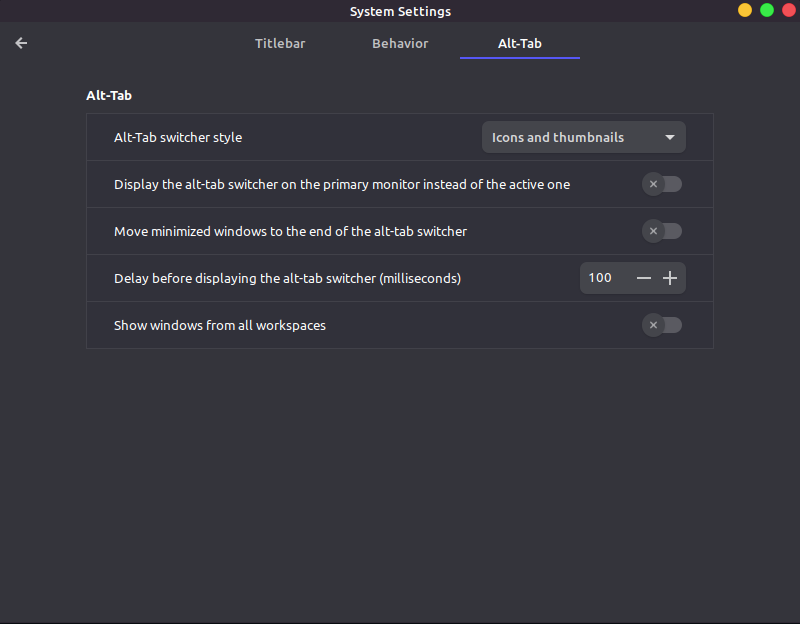 System Settings
Titlebar Behavior Alt-Tab
Alt-Tab
Alt-Tab switcher style Icons and thumbnails
Display the alt-tab switcher on the primary monitor instead of the active one
Move minimized windows to the end of the alt-tab switcher
Delay before displaying the alt-tab switcher (milliseconds) 100
Show windows from all workspaces